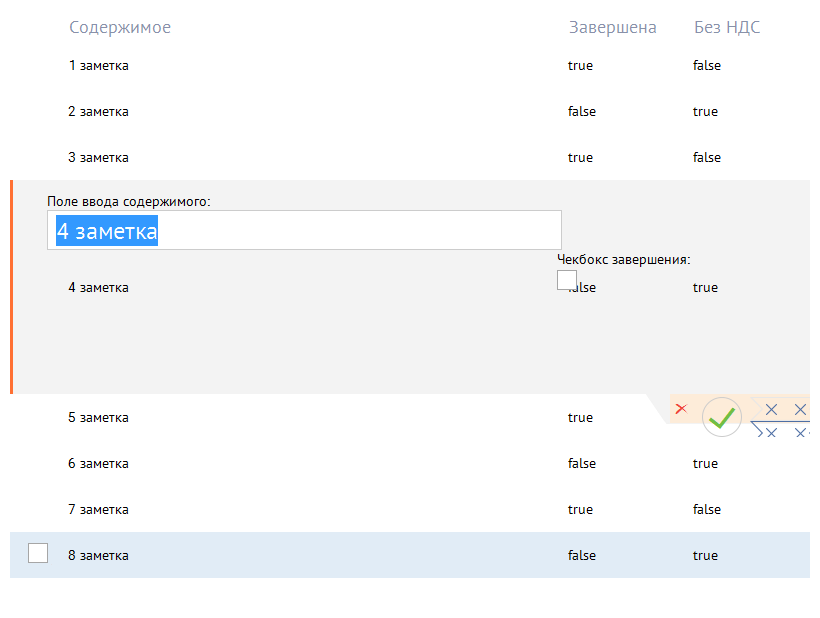 Содержимое Завершена Без НДС
1 заметка true false
2 заметка false true
3 заметка true false
Поле ввода содержимого:
4 заметка
Чекбокс завершения:
4 заметка false true
5 заметка true
6 заметка false true
7 заметка true false
8 заметка false true